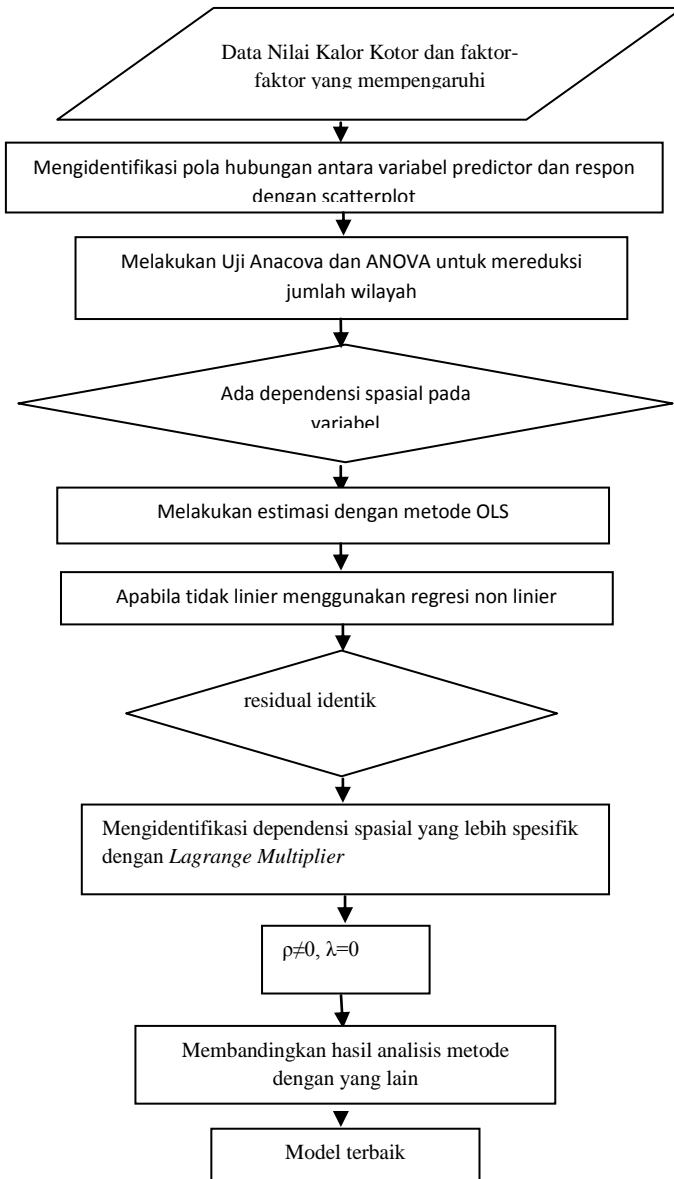 Data Nilai Kalor Kotor dan faktor-
faktor yang mempengaruhi
Mengidentifikasi pola hubungan antara variabel predictor dan respon
dengan scatterplot
Melakukan Uji Anacova dan ANOVA untuk mereduksi
jumlah wilayah
Ada dependensi spasial pada
variabel
Melakukan estimasi dengan metode OLS
Apabila tidak linier menggunakan regresi non linier
residual identik
Mengidentifikasi dependensi spasial yang lebih spesifik
dengan Lagrange Multiplier
ρ≠0, λ=0
Membandingkan hasil analisis metode
dengan yang lain
Model terbaik